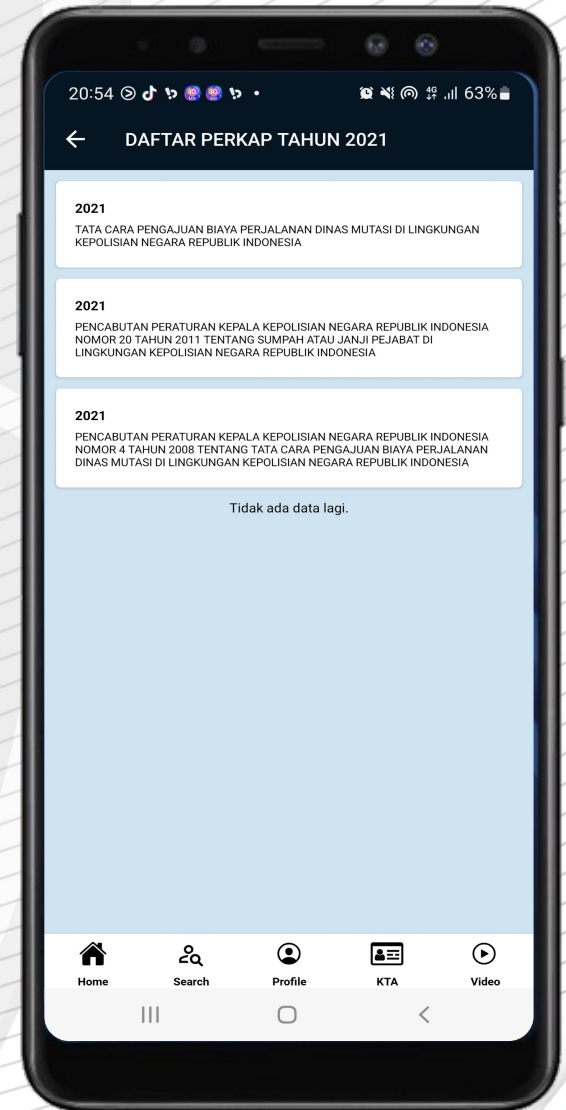 20:54 4G 63%
DAFTAR PERKAP TAHUN 2021
2021
TATA CARA PENGAJUAN BIAYA PERJALANAN DINAS MUTASI DI LINGKUNGAN
KEPOLISIAN NEGARA REPUBLIK INDONESIA
2021
PENCABUTAN PERATURAN KEPALA KEPOLISIAN NEGARA REPUBLIK INDONESIA
NOMOR 20 TAHUN 2011 TENTANG SUMPAH ATAU JANJI PEJABAT DI
LINGKUNGAN KEPOLISIAN NEGARA REPUBLIK INDONESIA
2021
PENCABUTAN PERATURAN KEPALA KEPOLISIAN NEGARA REPUBLIK INDONESIA
NOMOR 4 TAHUN 2008 TENTANG TATA CARA PENGAJUAN BIAYA PERJALANAN
DINAS MUTASI DI LINGKUNGAN KEPOLISIAN NEGARA REPUBLIK INDONESIA
Tidak ada data lagi.
Home Search Profile KTA Video